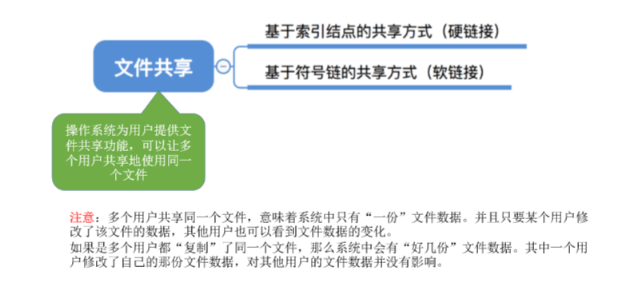 基于索引结点的共享方式（硬链接）
文件共享
基于符号链的共享方式（软链接）
操作系统为用户提供文
件共享功能，可以让多
个用户共享地使用同一
个文件
注意：多个用户共享同一个文件，意味着系统中只有“一份”文件数据。并且只要某个用户修
改了该文件的数据，其他用户也可以看到文件数据的变化。
如果是多个用户都“复制”了同一个文件，那么系统中会有“好几份”文件数据。其中一个用
户修改了自己的那份文件数据，对其他用户的文件数据并没有影响。